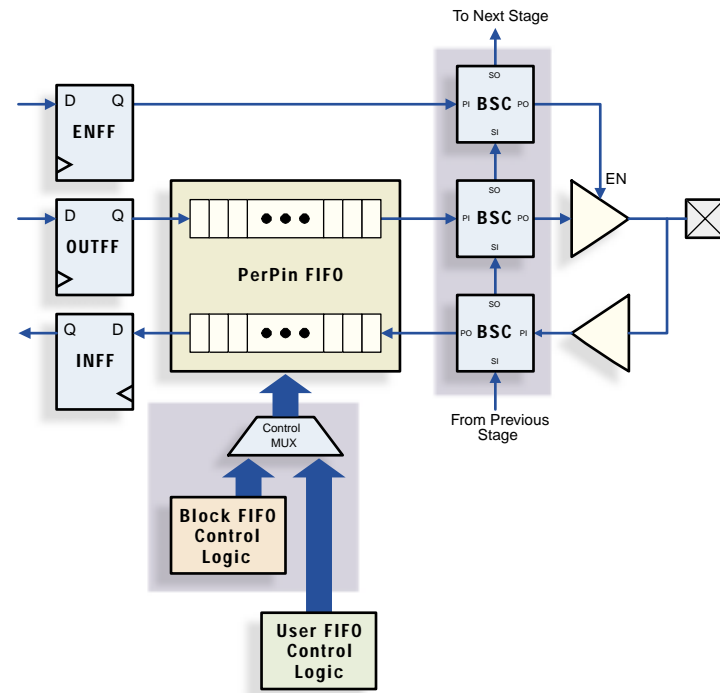 To Next Stage
SO
PI BSC PO
SI
D Q
ENFF
EN
SO
PI BSC PO
SI
D Q
OUTFF
PerPin FIFO
SO
PO BSC PI
SI
Q D
INFF
From Previous
Stage
Control
MUX
Block FIFO
Control
Logic
User FIFO
Control
Logic